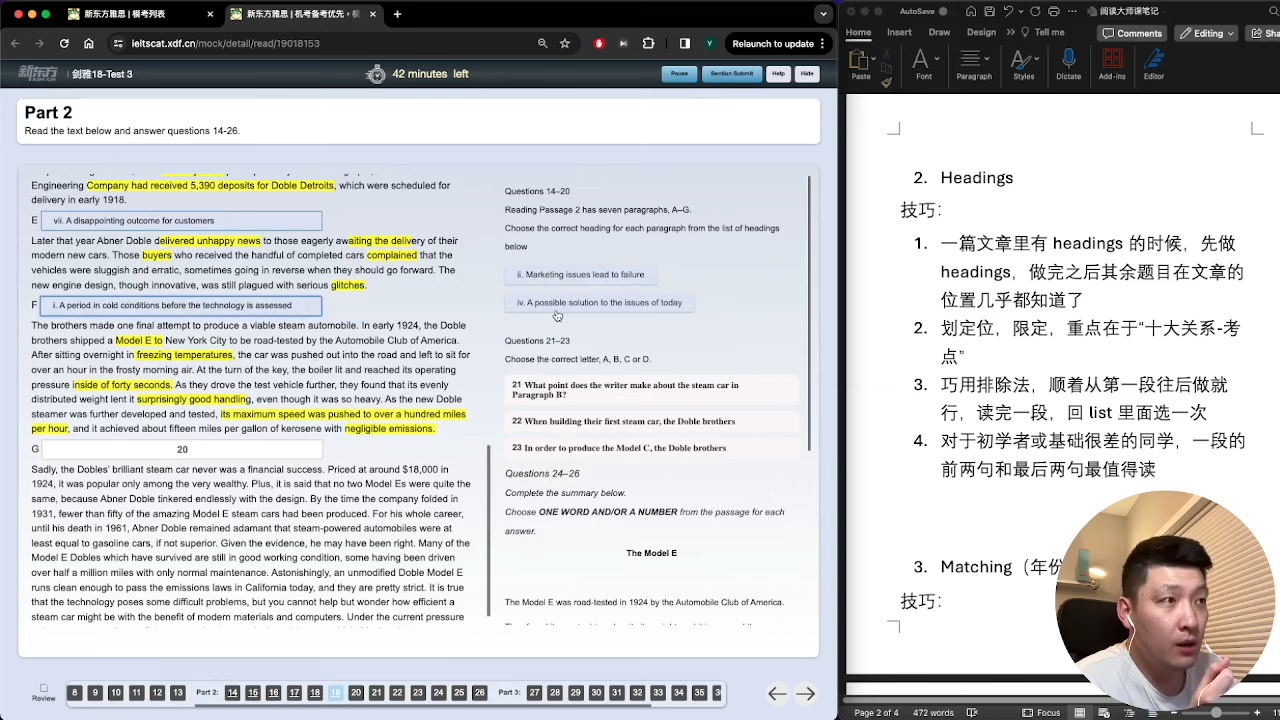 新东方雅思 | 模考列表
新东方雅思 | 机考考试优先
leicetar.xdf.cn/mock/detail/read/l19018153
Relaunch to update
新东方
剑雅18-Test 3
Pause
Section Submit
Help
Hide
Part 2
Read the text below and answer questions 14-26.
Engineering Company had received 5,390 deposits for Doble Detroits, which were scheduled for
delivery in early 1918.
E vii. A disappointing outcome for customers
Later that year Abner Doble delivered unhappy news to those eagerly awaiting the delivery of their
modern new cars. Those buyers who received the handful of completed cars complained that the
vehicles were sluggish and erratic, sometimes going in reverse when they should go forward. The
new engine design, though innovative, was still plagued with serious glitches.
F i. A period in cold conditions before the technology is assessed
The brothers made one final attempt to produce a viable steam automobile. In early 1924, the Doble
brothers shipped a Model E to New York City to be road-tested by the Automobile Club of America.
After sitting overnight in freezing temperatures, the car was pushed out into the road and left to sit for
over an hour in the frosty morning air. At the turn of the key, the boiler lit and reached its operating
pressure inside of forty seconds. As they drove the test vehicle further, they found that its evenly
distributed weight lent it surprisingly good handling, even though it was so heavy. As the new Doble
steamer was further developed and tested, its maximum speed was pushed to over a hundred miles
per hour, and it achieved about fifteen miles per gallon of kerosene with negligible emissions.
G 20
Sadly, the Dobles' brilliant steam car never was a financial success. Priced at around $18,000 in
1924, it was popular only among the very wealthy. Plus, it is said that no Model Es were quite the
same, because Abner Doble tinkered endlessly with the design. By the time the company folded in
1931, fewer than fifty of the amazing Model E steam cars had been produced. For his whole career,
until his death in 1961, Abner Doble remained adamant that steam-powered automobiles were at
least equal to gasoline cars, if not superior. Given the evidence, he may have been right. Many of the
Model E Dobles which have survived are still in good working condition, some having been driven
over half a million miles with only normal maintenance. Astonishingly, an unmodified Doble Model E
runs clean enough to pass the emissions laws in California today, and they are pretty strict. It is true
that the technology poses some difficult problems, but you cannot help but wonder how efficient a
steam car might be with the benefit of modern materials and computers. Under the current pressure
Questions 14–20
Reading Passage 2 has seven paragraphs, A–G.
Choose the correct heading for each paragraph from the list of headings
below
ii. Marketing issues lead to failure
iv. A possible solution to the issues of today
Questions 21–23
Choose the correct letter, A, B, C or D.
21 What point does the writer make about the steam car in
Paragraph B?
22 When building their first steam car, the Doble brothers
23 In order to produce the Model C, the Doble brothers
Questions 24–26
Complete the summary below.
Choose ONE WORD AND/OR A NUMBER from the passage for each
answer.
The Model E
The Model E was road-tested in 1924 by the Automobile Club of America.
Review
8 9 10 11 12 13 Part 2: 14 15 16 17 18 19 20 21 22 23 24 25 26 Part 3: 27 28 29 30 31 32 33 34 35
AutoSave
阅读大师课笔记
Home Insert Draw Design Tell me Comments Editing
Paste Font Paragraph Styles Dictate Add-ins Editor
2. Headings
技巧：
1. 一篇文章里有 headings 的时候，先做
headings，做完之后其余题目在文章的
位置几乎都知道了
2. 划定位，限定，重点在于“十大关系-考
点”
3. 巧用排除法，顺着从第一段往后做就
行，读完一段，回 list 里面选一次
4. 对于初学者或基础很差的同学，一段的
前两句和最后两句最值得读
3. Matching（年份
技巧：
Page 2 of 4 472 words Focus